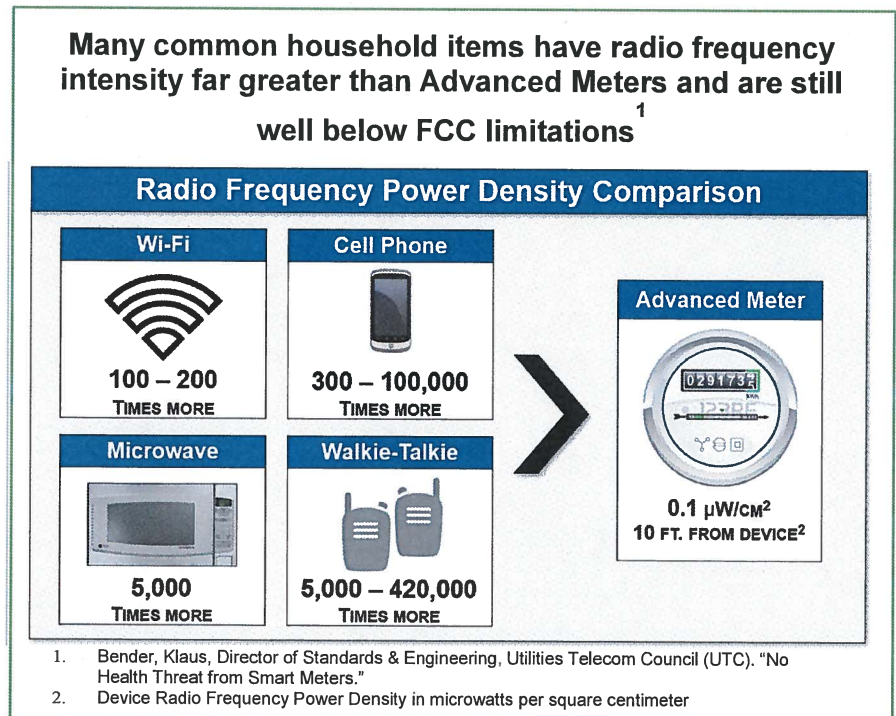 Many common household items have radio frequency
intensity far greater than Advanced Meters and are still
well below FCC limitations1
Radio Frequency Power Density Comparison
Wi-Fi
100 – 200
TIMES MORE
Cell Phone
300 – 100,000
TIMES MORE
Microwave
5,000
TIMES MORE
Walkie-Talkie
5,000 – 420,000
TIMES MORE
Advanced Meter
029173
0.1 µW/CM2
10 FT. FROM DEVICE2
1. Bender, Klaus, Director of Standards & Engineering, Utilities Telecom Council (UTC). “No
Health Threat from Smart Meters.”
2. Device Radio Frequency Power Density in microwatts per square centimeter